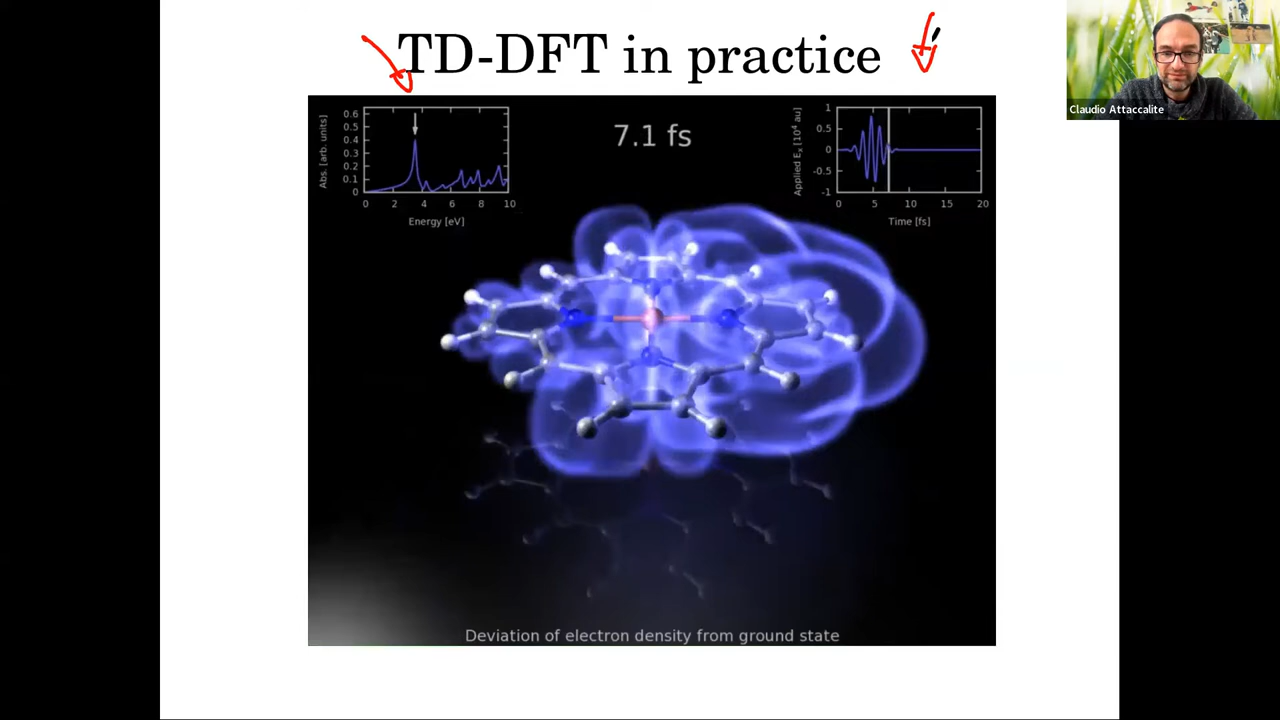 TD-DFT in practice
Claudio Attaccalite
7.1 fs
Abs. [arb. units]
0.6
0.5
0.4
0.3
0.2
0.1
0
0 2 4 6 8 10
Energy [eV]
Applied Eₓ [10⁴ au]
1
0.5
0
-0.5
-1
0 5 10 15 20
Time [fs]
Deviation of electron density from ground state